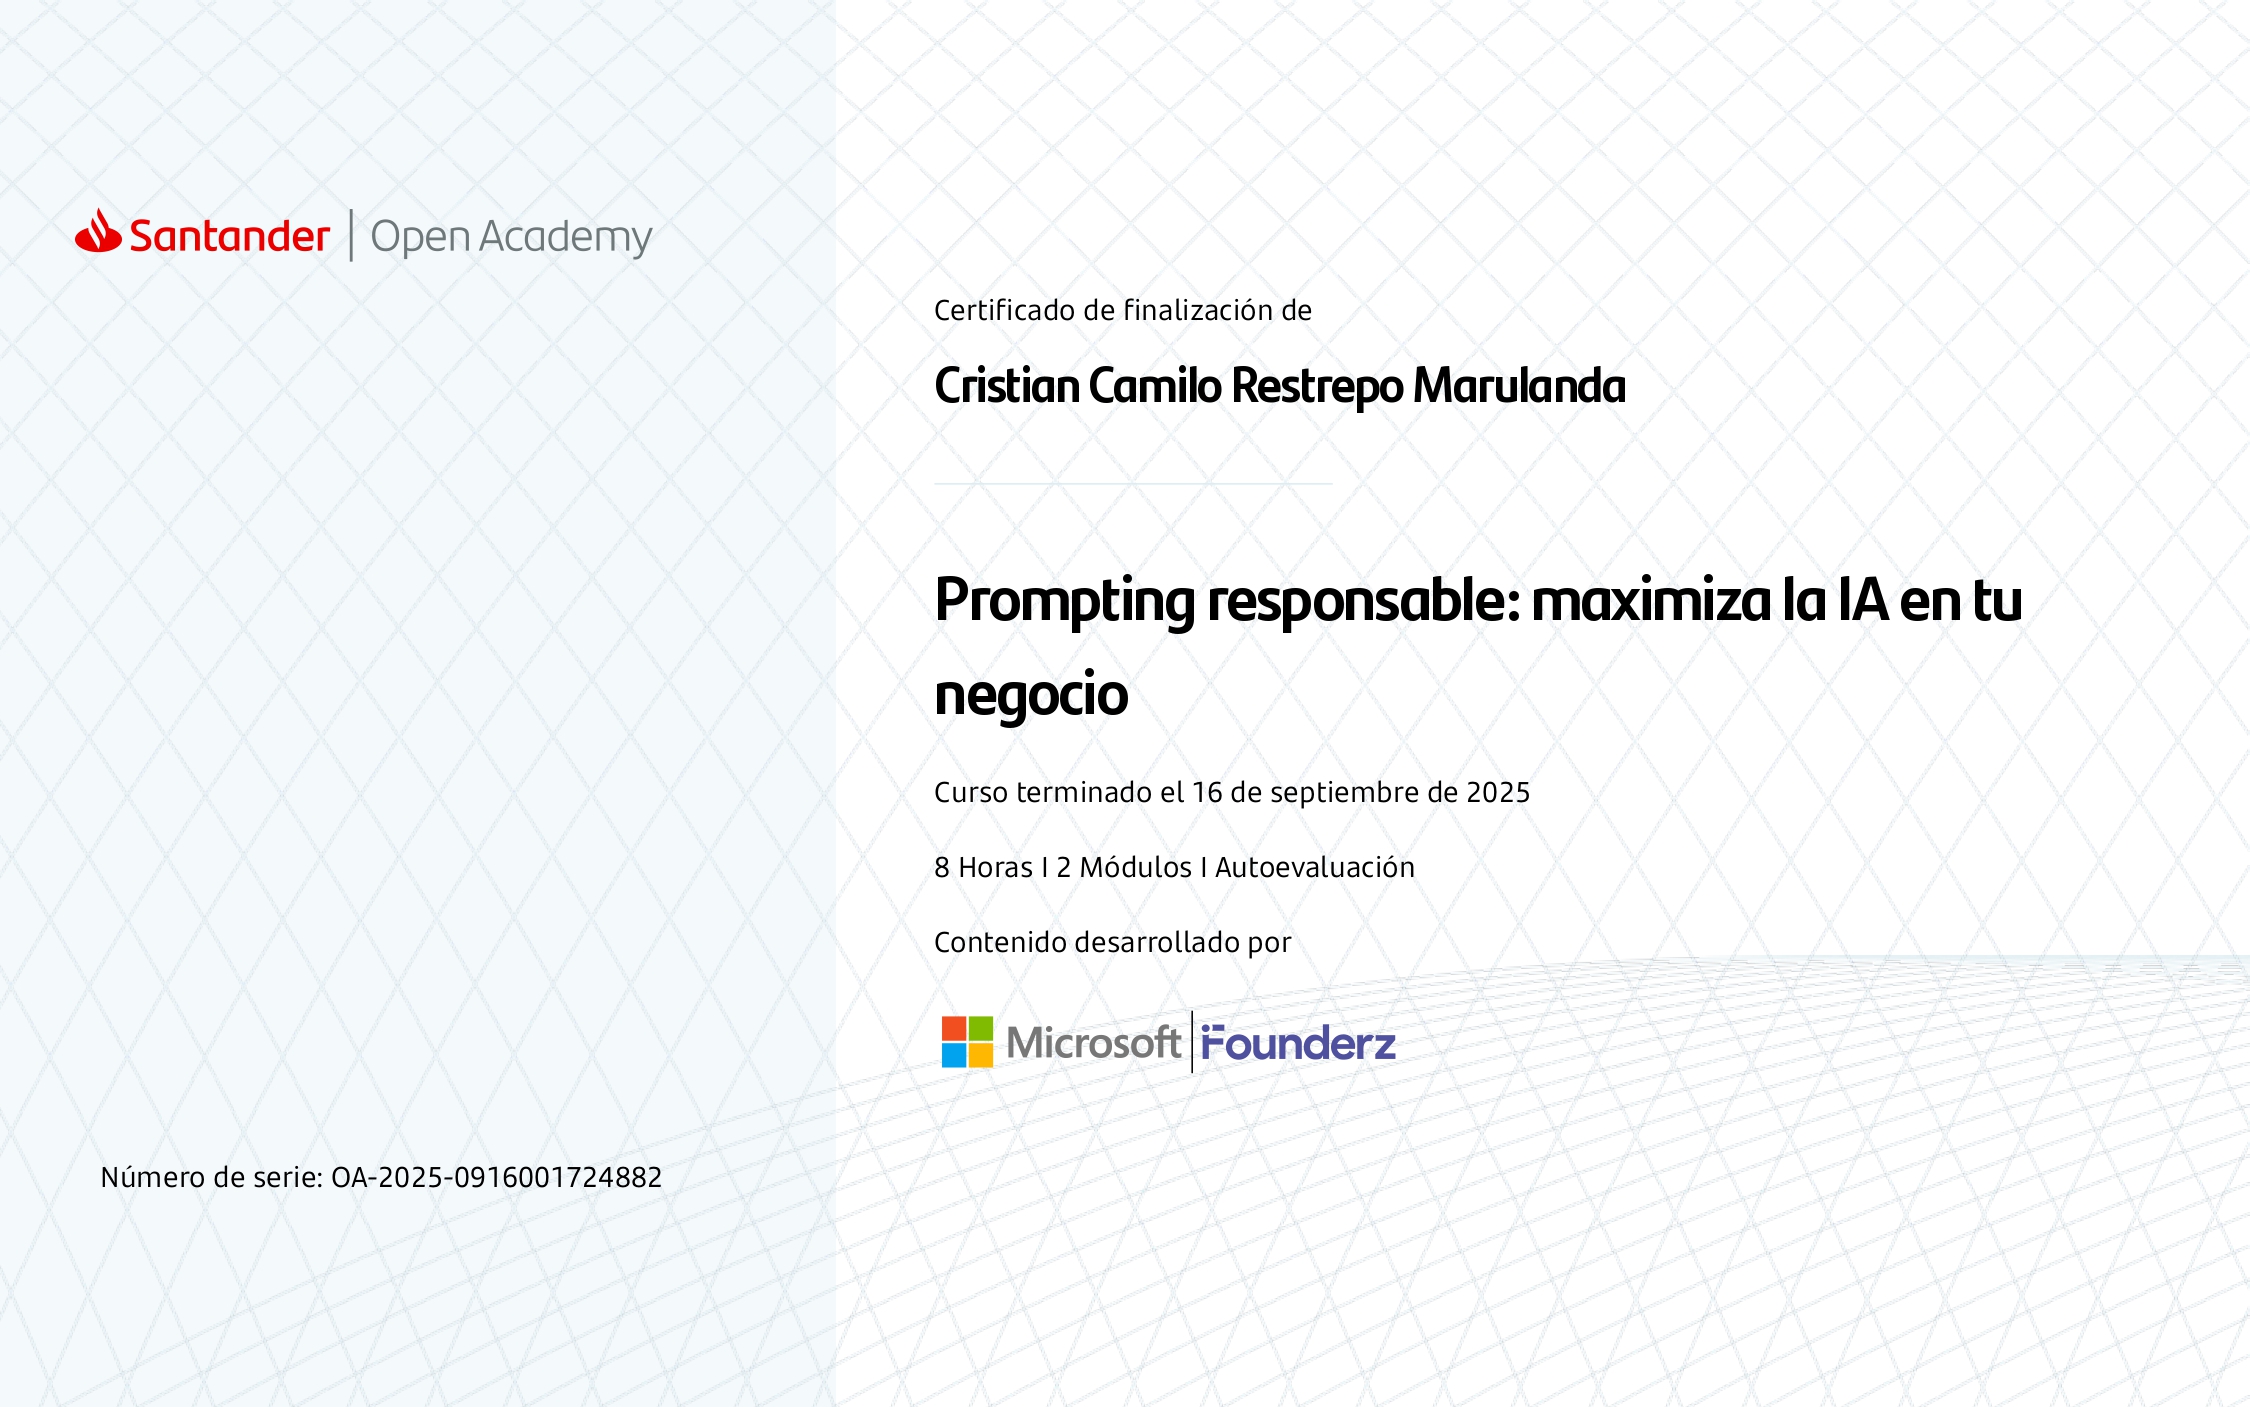 Santander | Open Academy
Certificado de finalización de
Cristian Camilo Restrepo Marulanda
Prompting responsable: maximiza la IA en tu
negocio
Curso terminado el 16 de septiembre de 2025
8 Horas I 2 Módulos I Autoevaluación
Contenido desarrollado por
Microsoft | Founderz
Número de serie: OA-2025-0916001724882